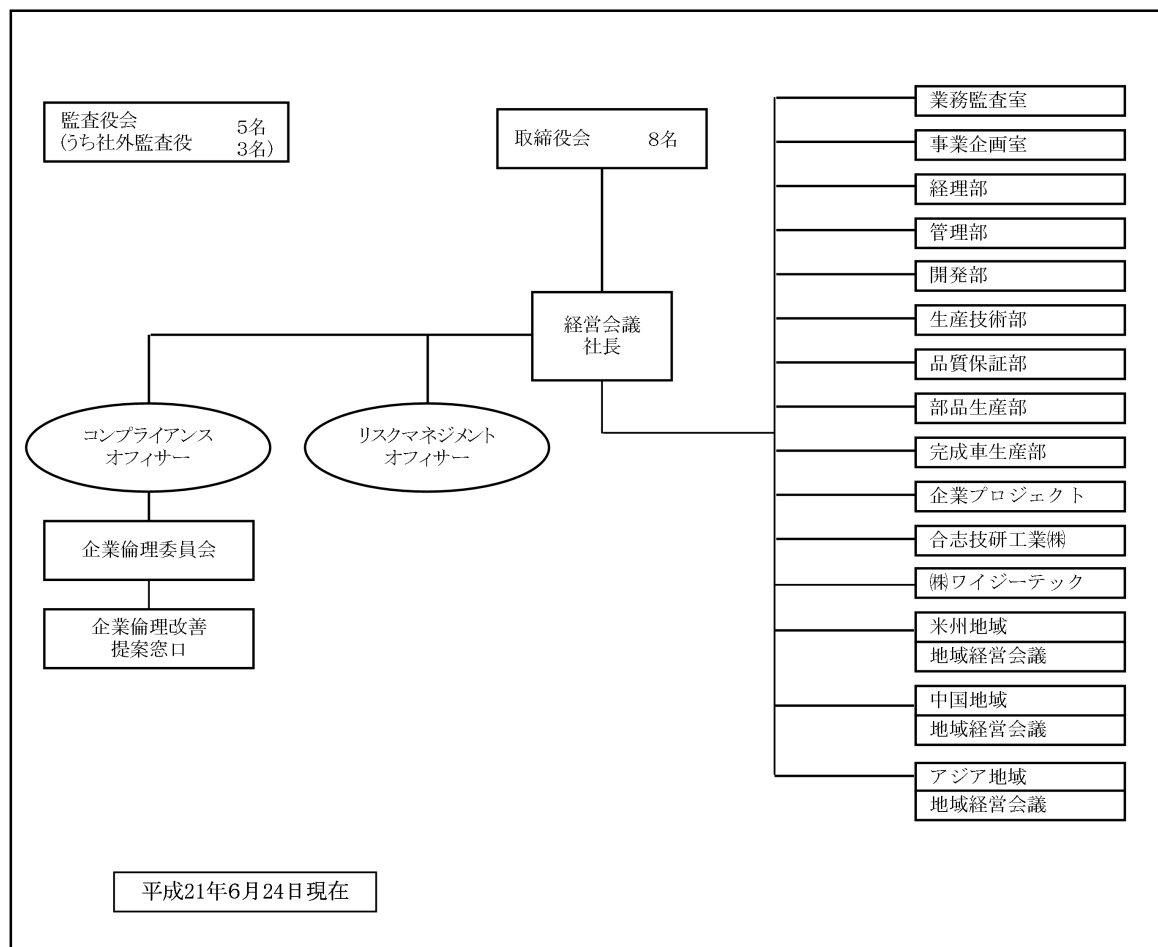 監査役会 5名
(うち社外監査役 3名)
取締役会 8名
経営会議
社長
コンプライアンス
オフィサー
リスクマネジメント
オフィサー
企業倫理委員会
企業倫理改善
提案窓口
業務監査室
事業企画室
経理部
管理部
開発部
生産技術部
品質保証部
部品生産部
完成車生産部
企業プロジェクト
合志技研工業㈱
㈱ワイジーテック
米州地域
地域経営会議
中国地域
地域経営会議
アジア地域
地域経営会議
平成21年6月24日現在